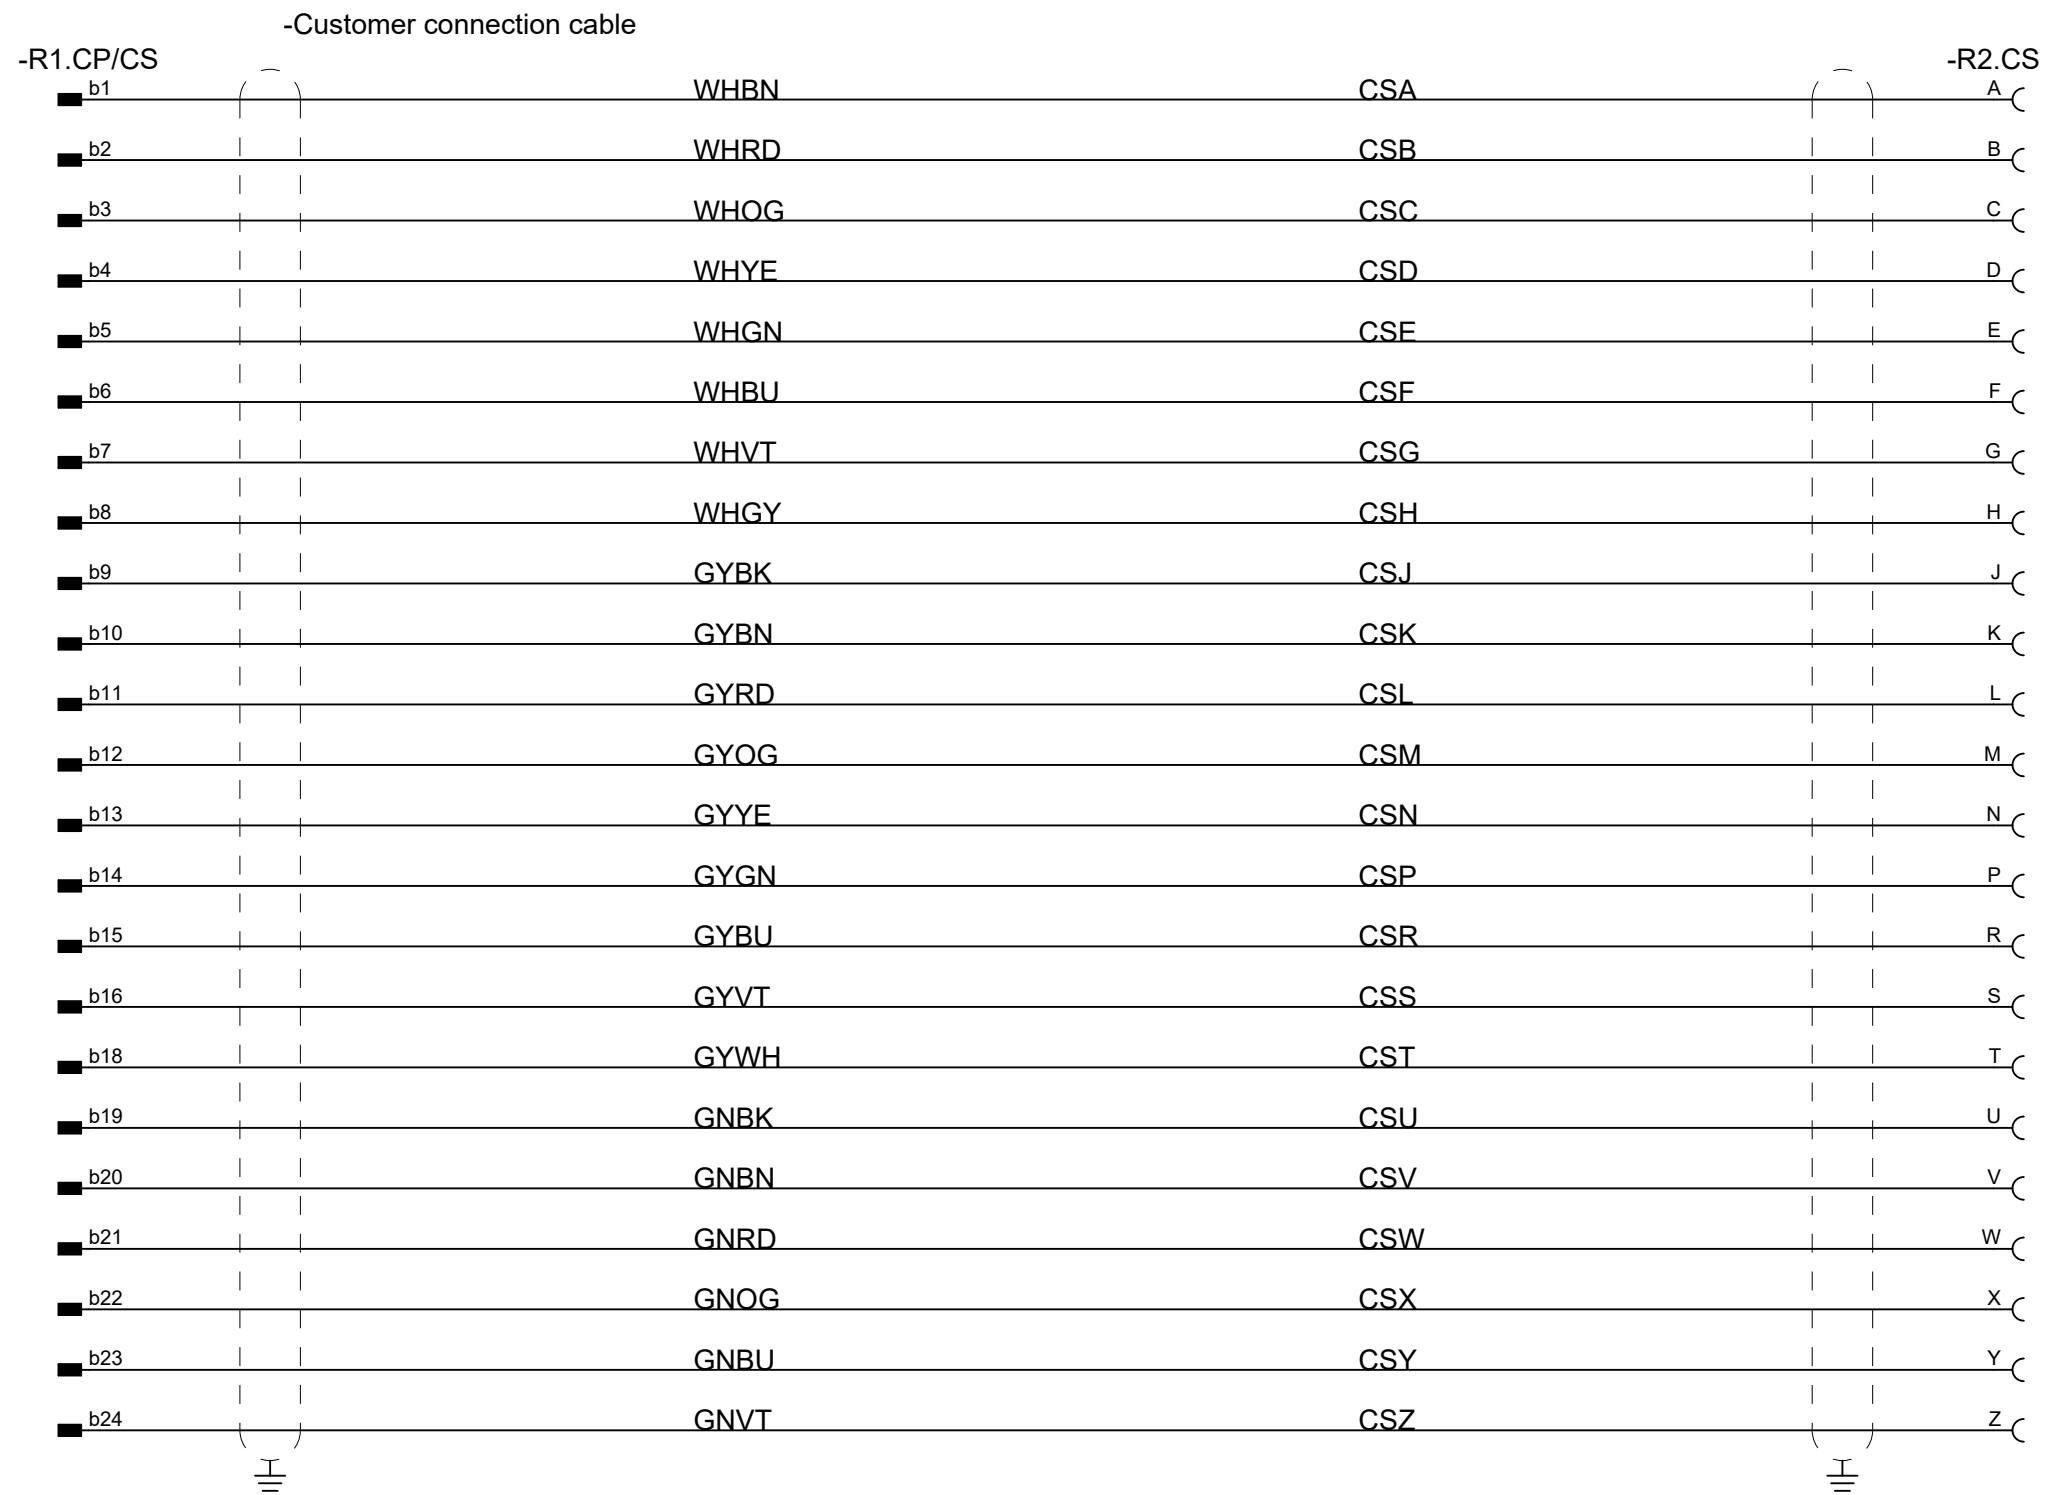 -Customer connection cable
-R1.CP/CS -R2.CS
b1 WHBN CSA A
b2 WHRD CSB B
b3 WHOG CSC C
b4 WHYE CSD D
b5 WHGN CSE E
b6 WHBU CSF F
b7 WHVT CSG G
b8 WHGY CSH H
b9 GYBK CSJ J
b10 GYBN CSK K
b11 GYRD CSL L
b12 GYOG CSM M
b13 GYYE CSN N
b14 GYGN CSP P
b15 GYBU CSR R
b16 GYVT CSS S
b18 GYWH CST T
b19 GNBK CSU U
b20 GNBN CSV V
b21 GNRD CSW W
b22 GNOG CSX X
b23 GNBU CSY Y
b24 GNVT CSZ Z